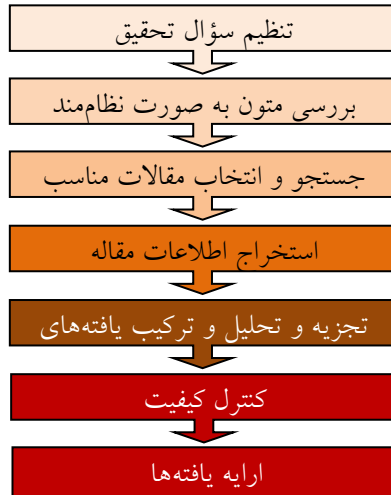 تنظیم سؤال تحقیق
بررسی متون به صورت نظام‌مند
جستجو و انتخاب مقالات مناسب
استخراج اطلاعات مقاله
تجزیه و تحلیل و ترکیب یافته‌های
کنترل کیفیت
ارایه یافته‌ها